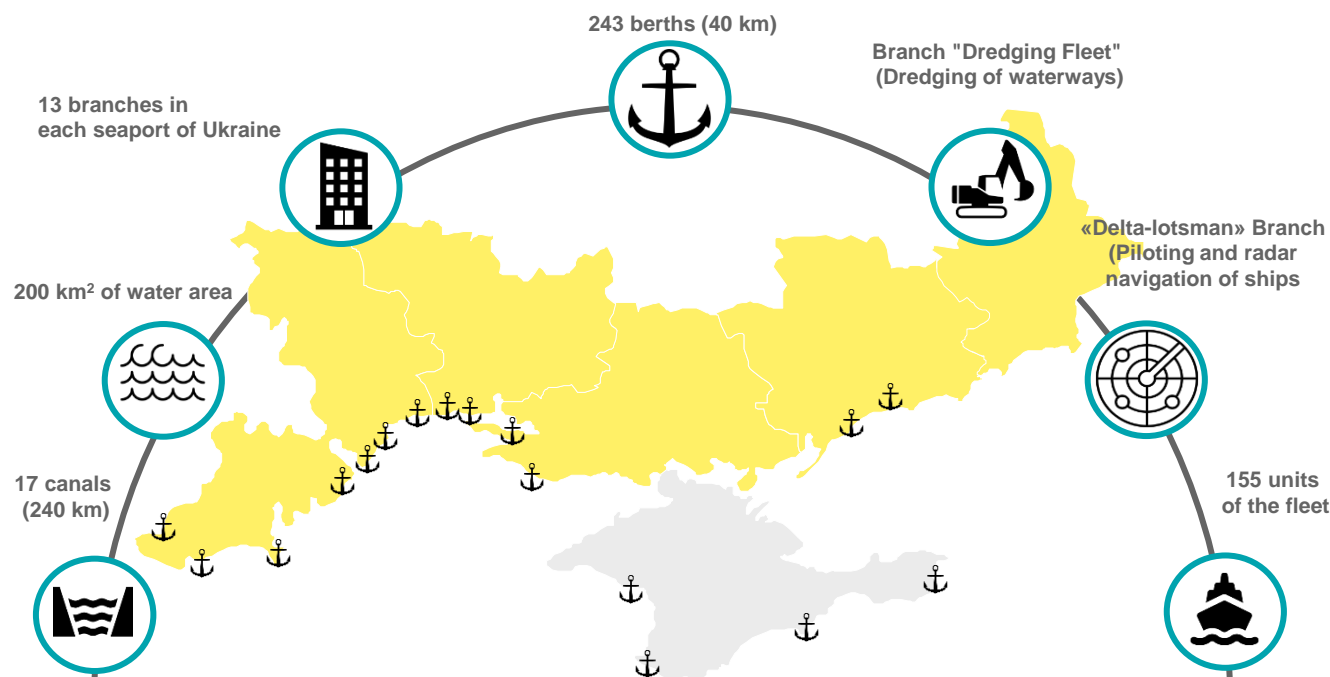 243 berths (40 km)
Branch "Dredging Fleet"
(Dredging of waterways)
13 branches in
each seaport of Ukraine
«Delta-lotsman» Branch
(Piloting and radar
navigation of ships
200 km² of water area
17 canals
(240 km)
155 units
of the fleet